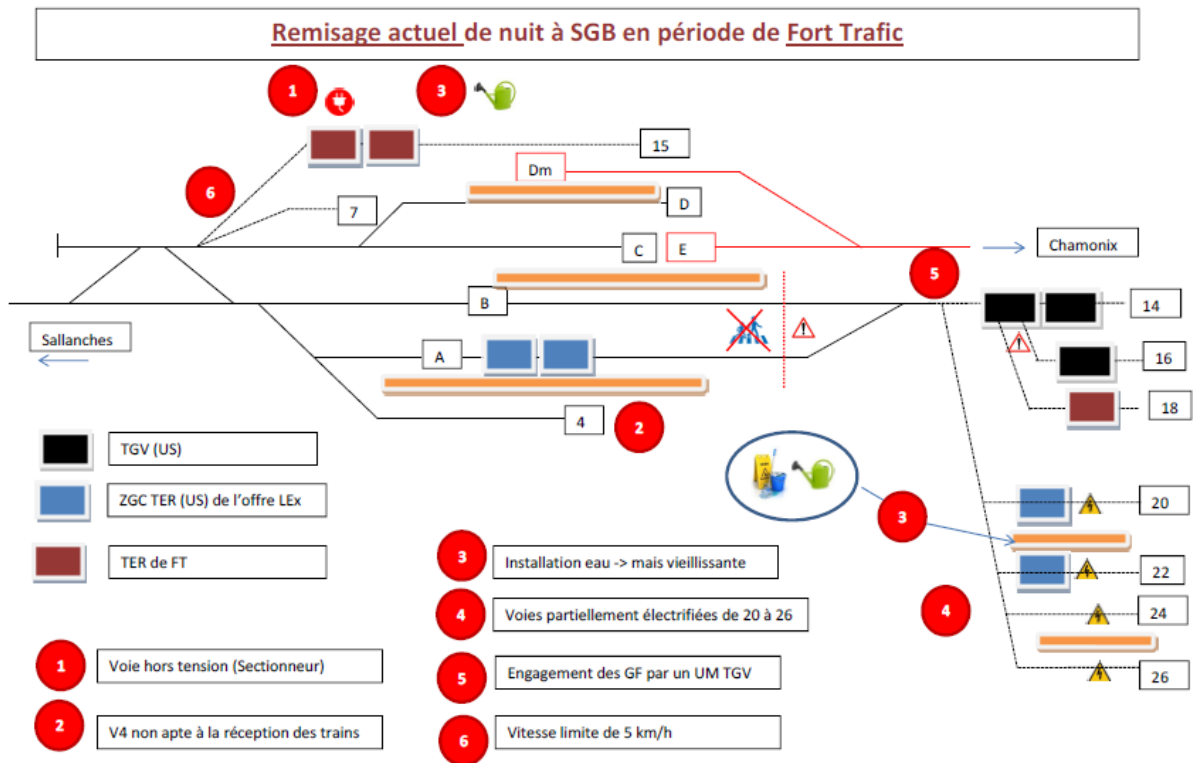 Remisage actuel de nuit à SGB en période de Fort Trafic
1
3
15
Dm
6
7
D
C
E
Chamonix
5
B
14
Sallanches
A
16
4
2
18
TGV (US)
ZGC TER (US) de l'offre LEx
3
20
TER de FT
3
Installation eau -> mais vieillissante
22
4
Voies partiellement électrifiées de 20 à 26
4
24
1
Voie hors tension (Sectionneur)
5
Engagement des GF par un UM TGV
26
2
V4 non apte à la réception des trains
6
Vitesse limite de 5 km/h